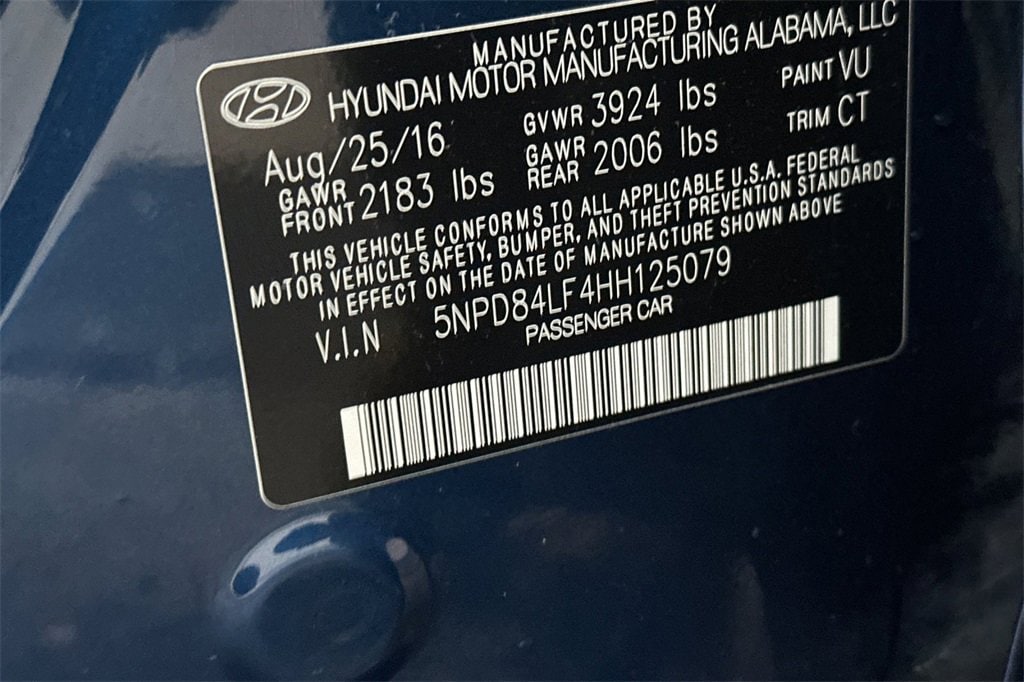 MANUFACTURED BY
HYUNDAI MOTOR MANUFACTURING ALABAMA, LLC
Aug/25/16 GVWR 3924 lbs PAINT VU
GAWR FRONT 2183 lbs GAWR REAR 2006 lbs TRIM CT
THIS VEHICLE CONFORMS TO ALL APPLICABLE U.S.A. FEDERAL
MOTOR VEHICLE SAFETY, BUMPER, AND THEFT PREVENTION STANDARDS
IN EFFECT ON THE DATE OF MANUFACTURE SHOWN ABOVE
V.I.N 5NPD84LF4HH125079
PASSENGER CAR